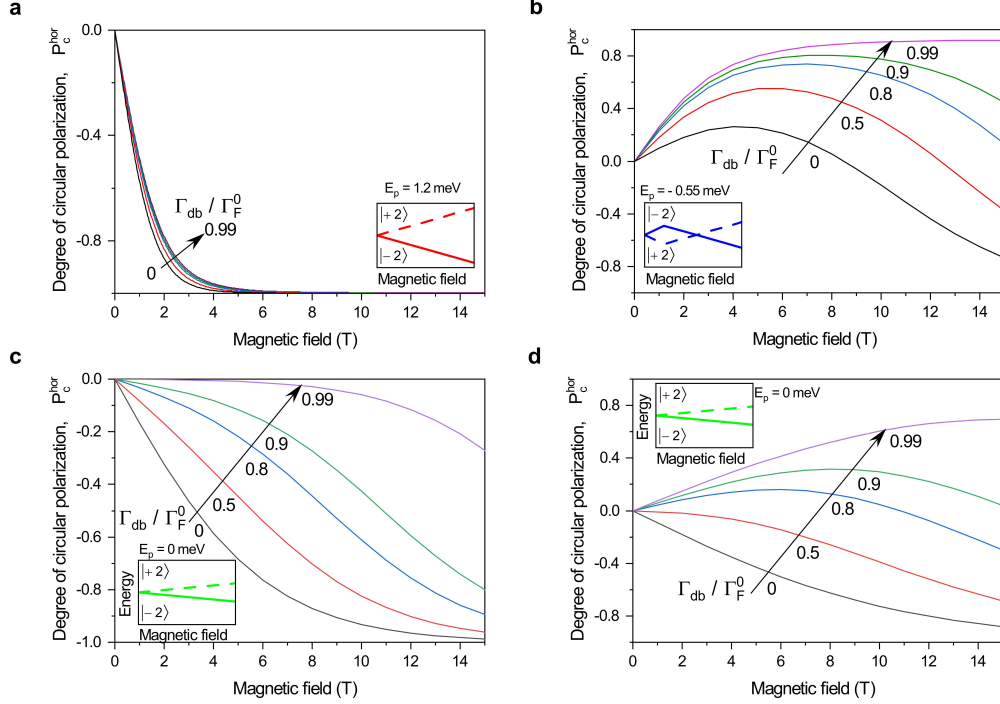 a
Degree of circular polarization, P_c^hor
0.0
-0.4
-0.8
Γ_db / Γ_F^0
0.99
0
E_p = 1.2 meV
|+ 2⟩
|− 2⟩
Magnetic field
0 2 4 6 8 10 12 14
Magnetic field (T)
b
Degree of circular polarization, P_c^hor
0.8
0.4
0.0
-0.4
-0.8
0.99
0.9
0.8
0.5
0
Γ_db / Γ_F^0
E_p = - 0.55 meV
|− 2⟩
|+ 2⟩
Magnetic field
0 2 4 6 8 10 12 14
Magnetic field (T)
c
Degree of circular polarization, P_c^hor
0.0
-0.2
-0.4
-0.6
-0.8
-1.0
0.99
0.9
0.8
0.5
0
Γ_db / Γ_F^0
E_p = 0 meV
Energy
|+ 2⟩
|− 2⟩
Magnetic field
0 2 4 6 8 10 12 14
Magnetic field (T)
d
Degree of circular polarization, P_c^hor
0.8
0.4
0.0
-0.4
-0.8
E_p = 0 meV
Energy
|+ 2⟩
|− 2⟩
Magnetic field
0.99
0.9
0.8
0.5
0
Γ_db / Γ_F^0
0 2 4 6 8 10 12 14
Magnetic field (T)